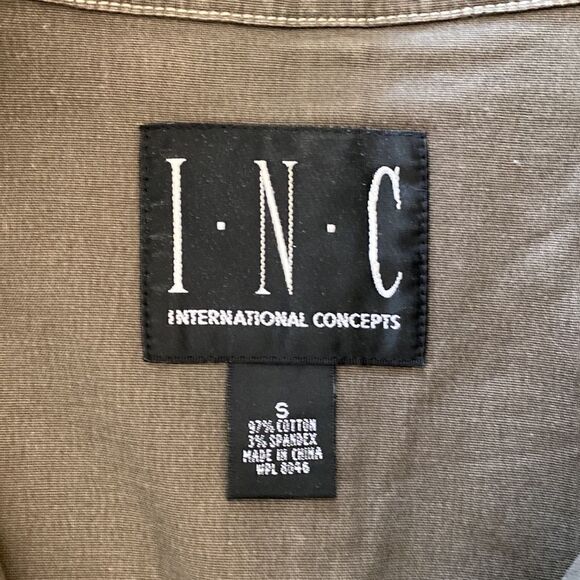 I·N·C
INTERNATIONAL CONCEPTS
S
97% COTTON
3% SPANDEX
MADE IN CHINA
WPL 8046